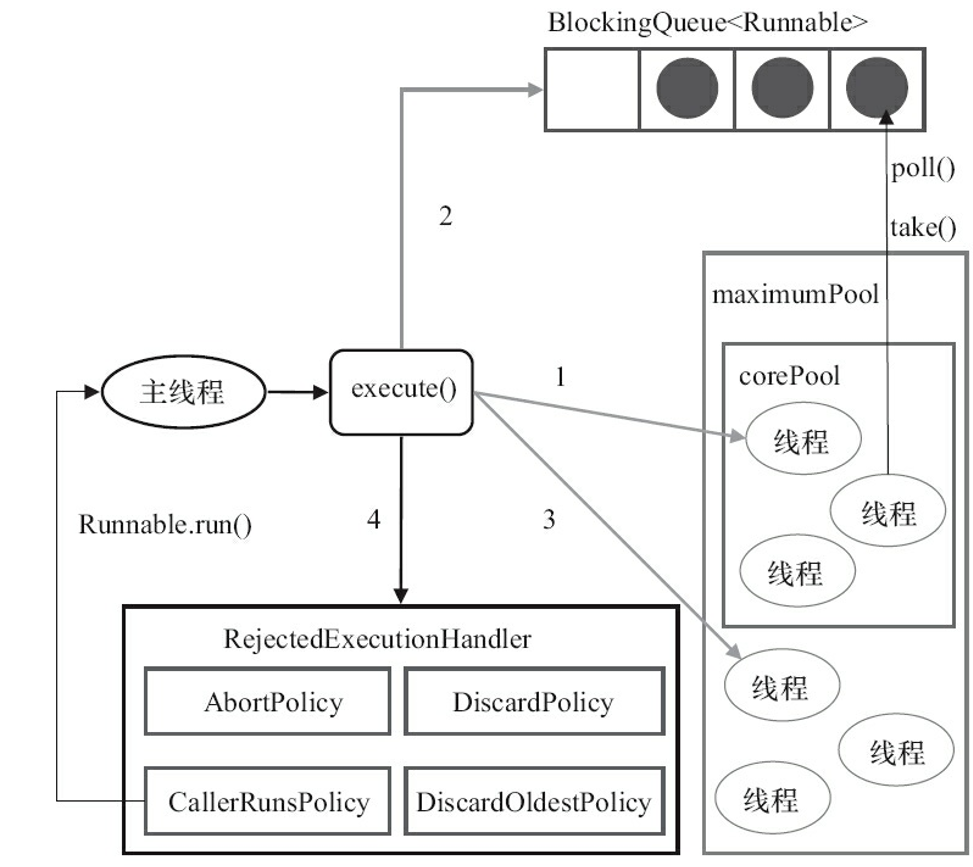 BlockingQueue<Runnable>
poll()
take()
2
maximumPool
corePool
主线程
execute()
1
线程
线程
线程
Runnable.run()
4
3
RejectedExecutionHandler
AbortPolicy
DiscardPolicy
CallerRunsPolicy
DiscardOldestPolicy
线程
线程
线程